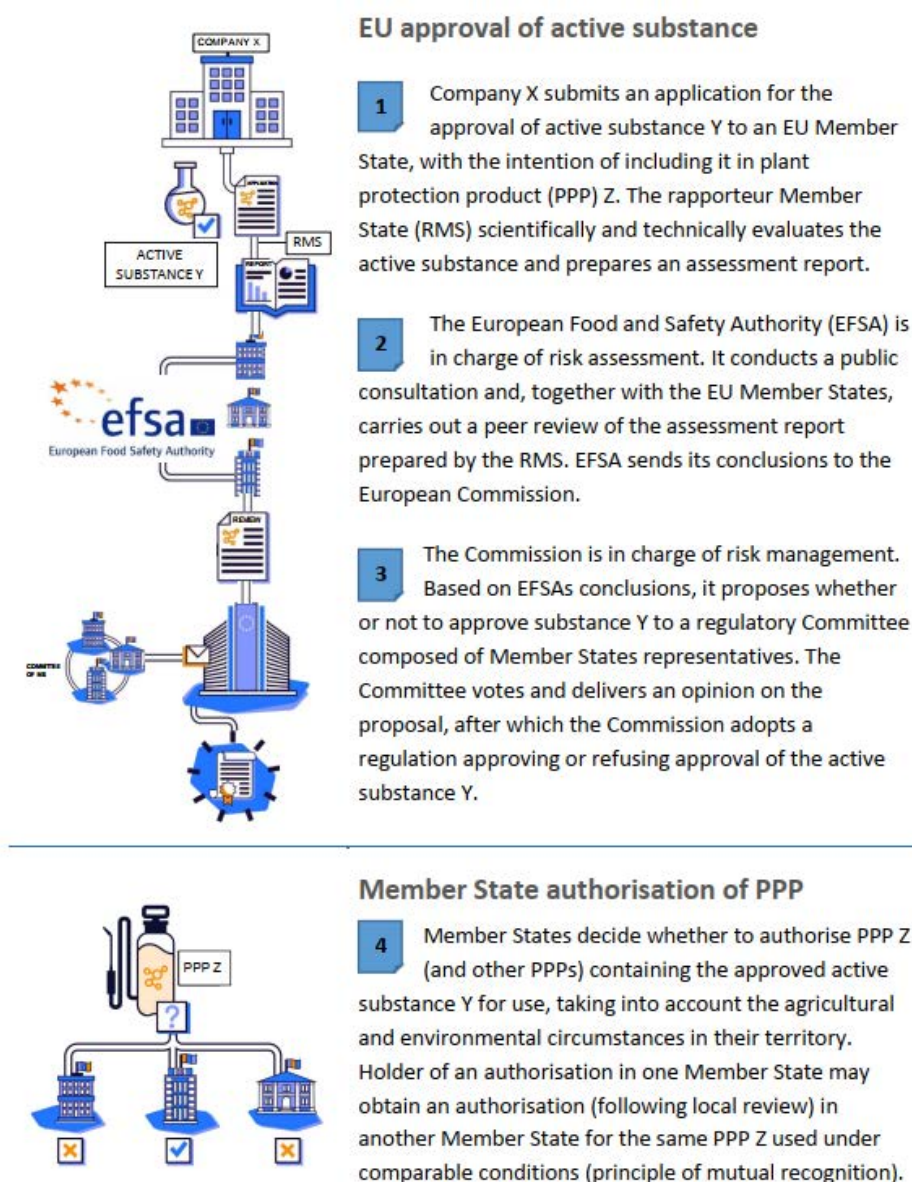 COMPANY X
APPLICATION
ACTIVE
SUBSTANCE Y
RMS
REPORT
efsa
European Food Safety Authority
REVIEW
COMMITTEE
OF MS
EU approval of active substance
1 Company X submits an application for the
approval of active substance Y to an EU Member
State, with the intention of including it in plant
protection product (PPP) Z. The rapporteur Member
State (RMS) scientifically and technically evaluates the
active substance and prepares an assessment report.
2 The European Food and Safety Authority (EFSA) is
in charge of risk assessment. It conducts a public
consultation and, together with the EU Member States,
carries out a peer review of the assessment report
prepared by the RMS. EFSA sends its conclusions to the
European Commission.
3 The Commission is in charge of risk management.
Based on EFSAs conclusions, it proposes whether
or not to approve substance Y to a regulatory Committee
composed of Member States representatives. The
Committee votes and delivers an opinion on the
proposal, after which the Commission adopts a
regulation approving or refusing approval of the active
substance Y.
PPP Z
?
Member State authorisation of PPP
4 Member States decide whether to authorise PPP Z
(and other PPPs) containing the approved active
substance Y for use, taking into account the agricultural
and environmental circumstances in their territory.
Holder of an authorisation in one Member State may
obtain an authorisation (following local review) in
another Member State for the same PPP Z used under
comparable conditions (principle of mutual recognition).